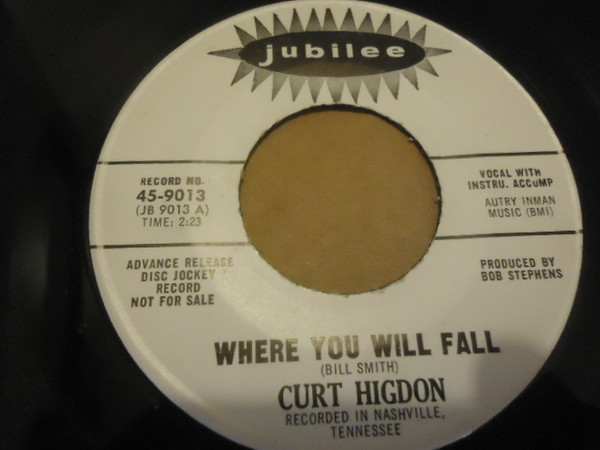 jubilee
RECORD NO.
45-9013
(JB 9013 A)
TIME: 2:23
VOCAL WITH
INSTRU. ACCOMP
AUTRY INMAN
MUSIC (BMI)
ADVANCE RELEASE
DISC JOCKEY
RECORD
NOT FOR SALE
PRODUCED BY
BOB STEPHENS
WHERE YOU WILL FALL
(BILL SMITH)
CURT HIGDON
RECORDED IN NASHVILLE,
TENNESSEE